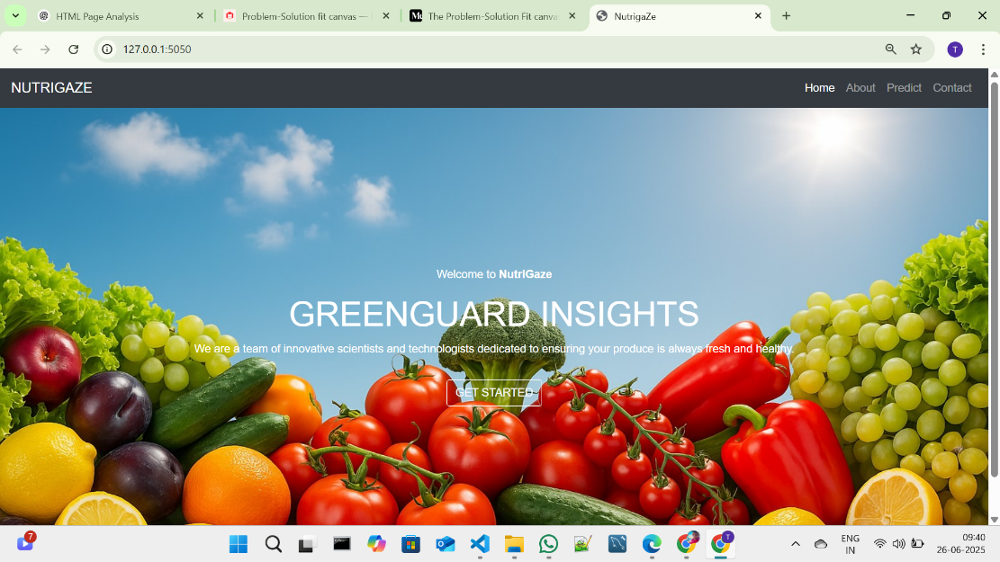 HTML Page Analysis
Problem-Solution fit canvas —
The Problem-Solution Fit canva
NutrigaZe
127.0.0.1:5050
T
NUTRIGAZE
Home About Predict Contact
Welcome to NutriGaze
GREENGUARD INSIGHTS
We are a team of innovative scientists and technologists dedicated to ensuring your produce is always fresh and healthy.
GET STARTED
7
T
ENG
IN
09:40
26-06-2025